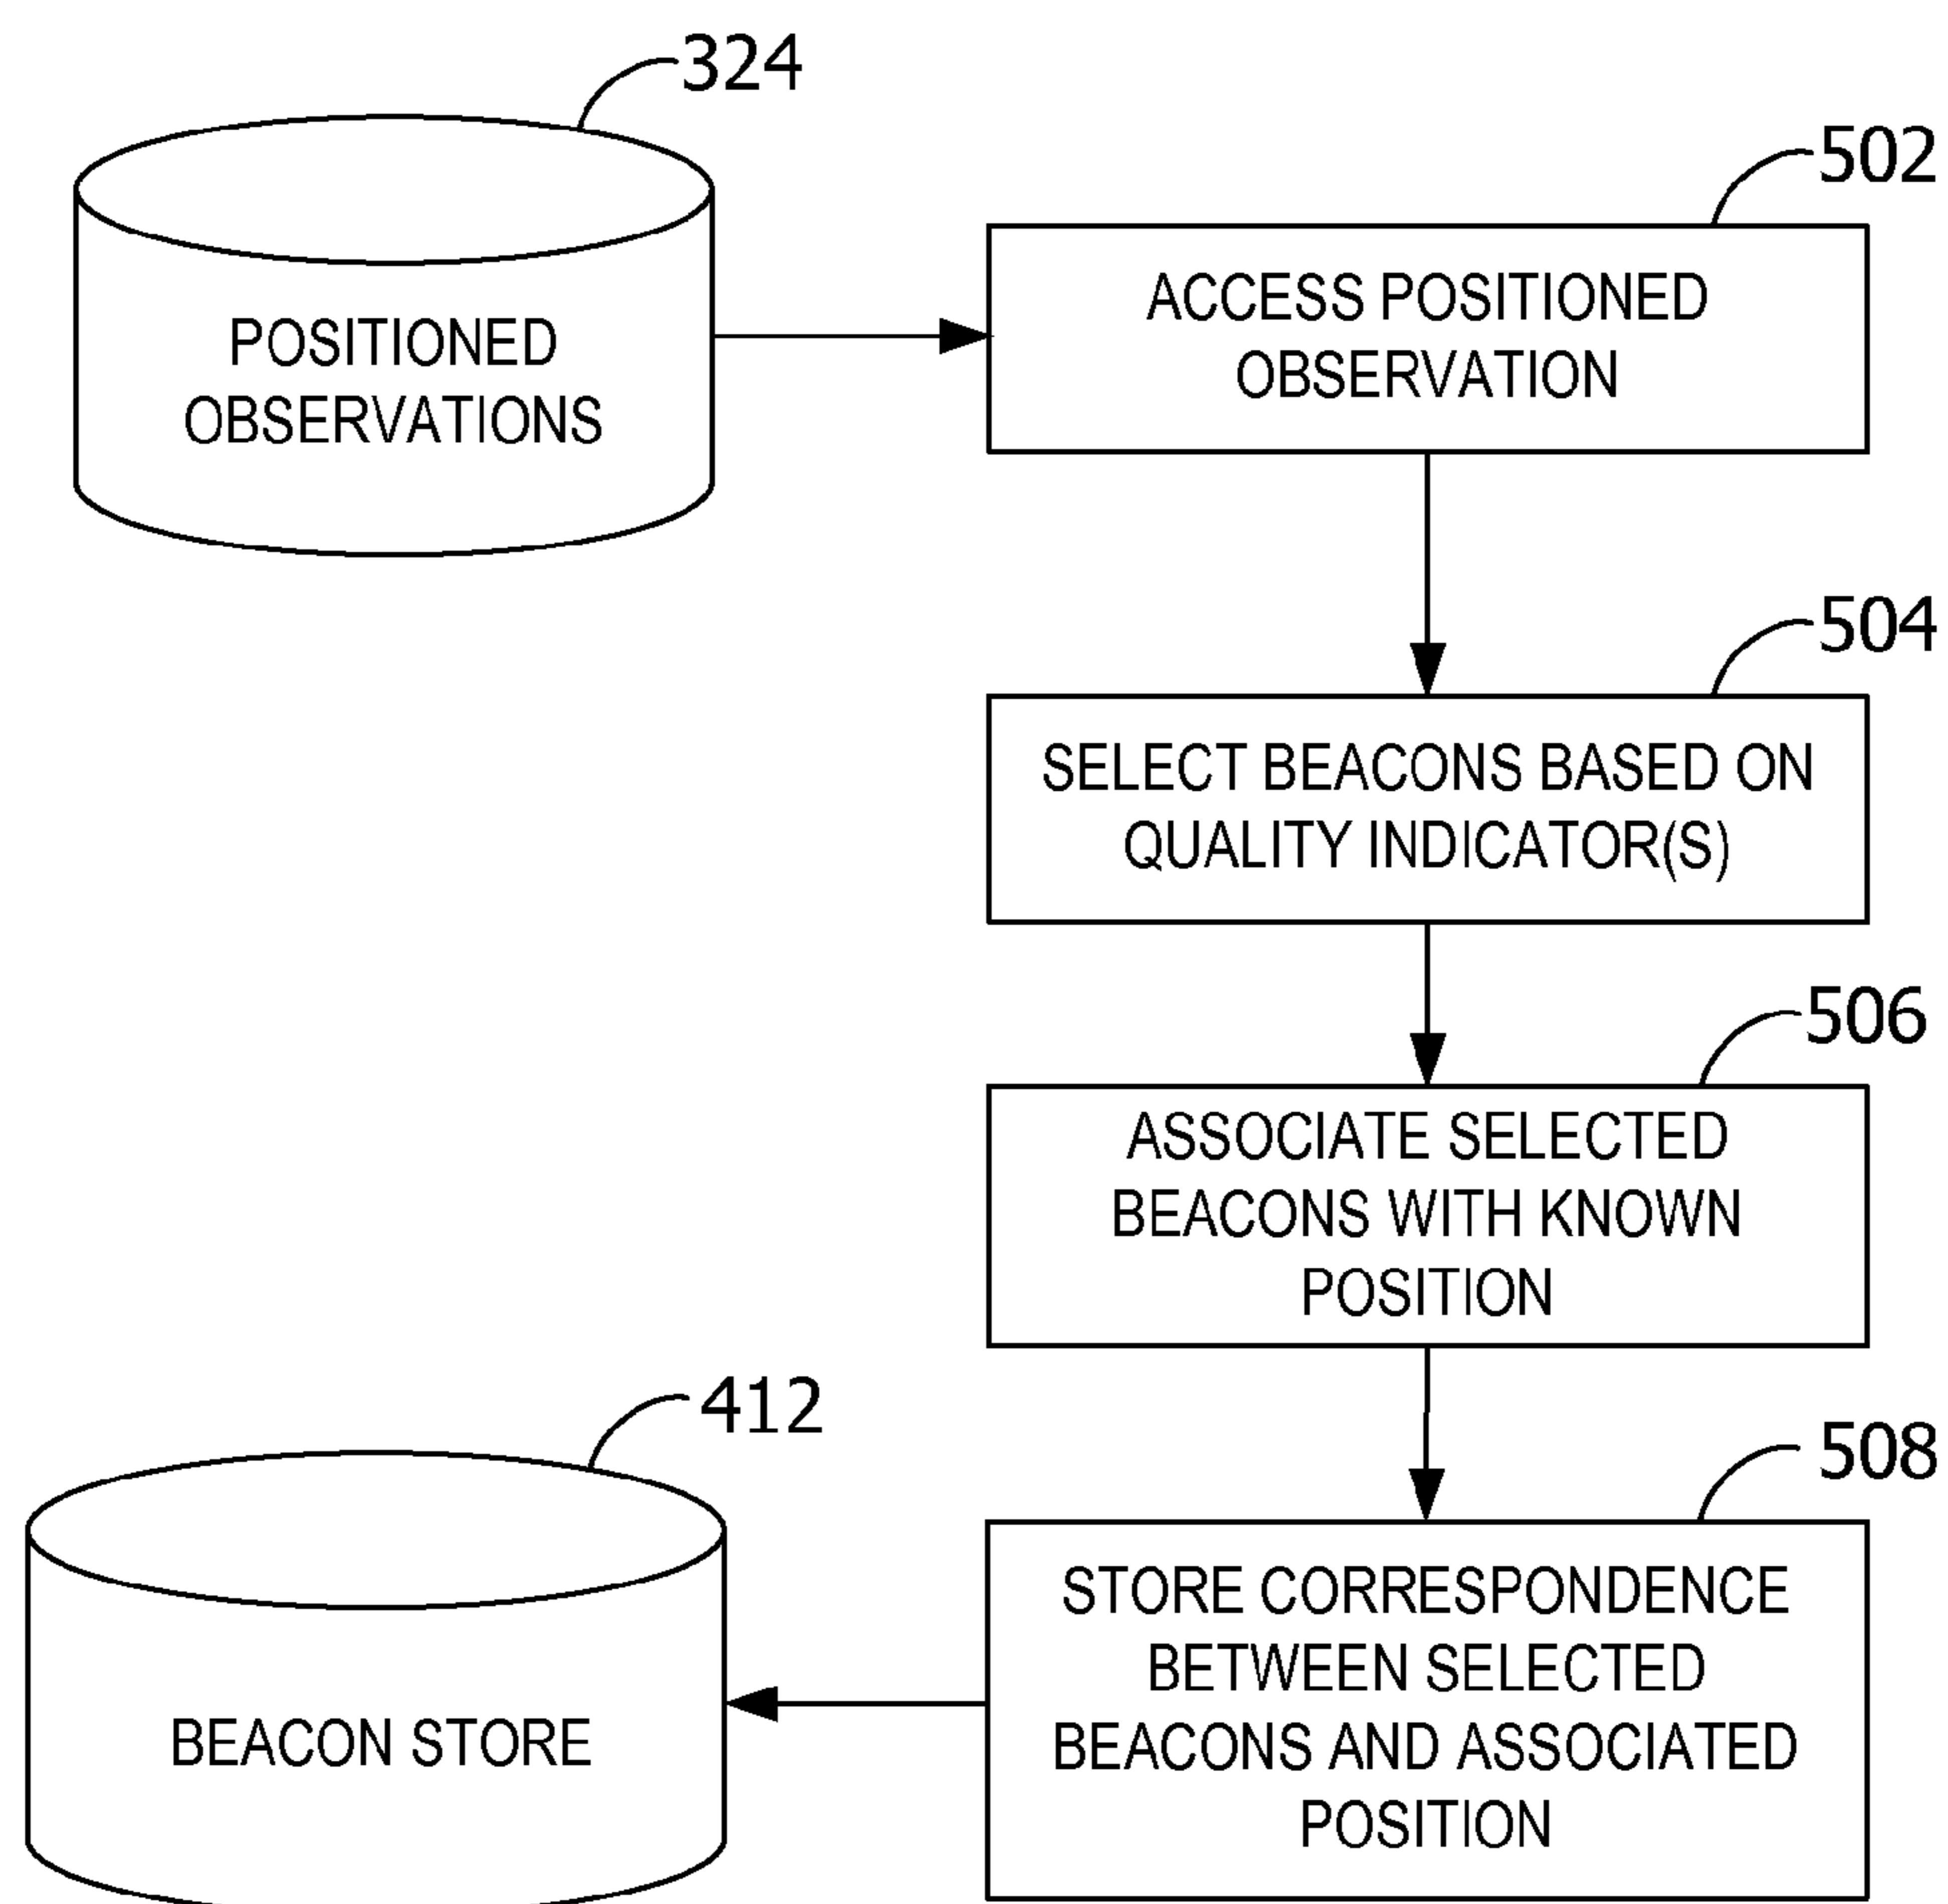 324
POSITIONED
OBSERVATIONS
502
ACCESS POSITIONED
OBSERVATION
504
SELECT BEACONS BASED ON
QUALITY INDICATOR(S)
506
ASSOCIATE SELECTED
BEACONS WITH KNOWN
POSITION
412
BEACON STORE
508
STORE CORRESPONDENCE
BETWEEN SELECTED
BEACONS AND ASSOCIATED
POSITION